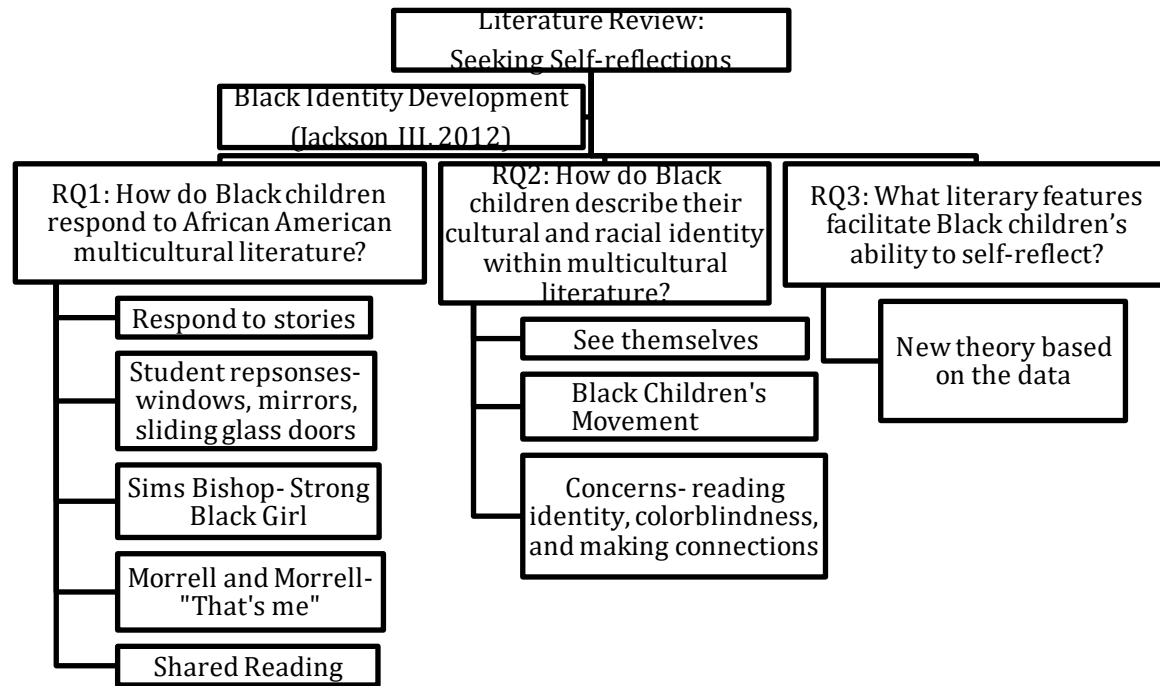 Literature Review:
Seeking Self-reflections
Black Identity Development
(Jackson III, 2012)
RQ1: How do Black children
respond to African American
multicultural literature?
Respond to stories
Student repsonses-
windows, mirrors,
sliding glass doors
Sims Bishop- Strong
Black Girl
Morrell and Morrell-
"That's me"
Shared Reading
RQ2: How do Black
children describe their
cultural and racial identity
within multicultural
literature?
See themselves
Black Children's
Movement
Concerns- reading
identity, colorblindness,
and making connections
RQ3: What literary features
facilitate Black children’s
ability to self-reflect?
New theory based
on the data